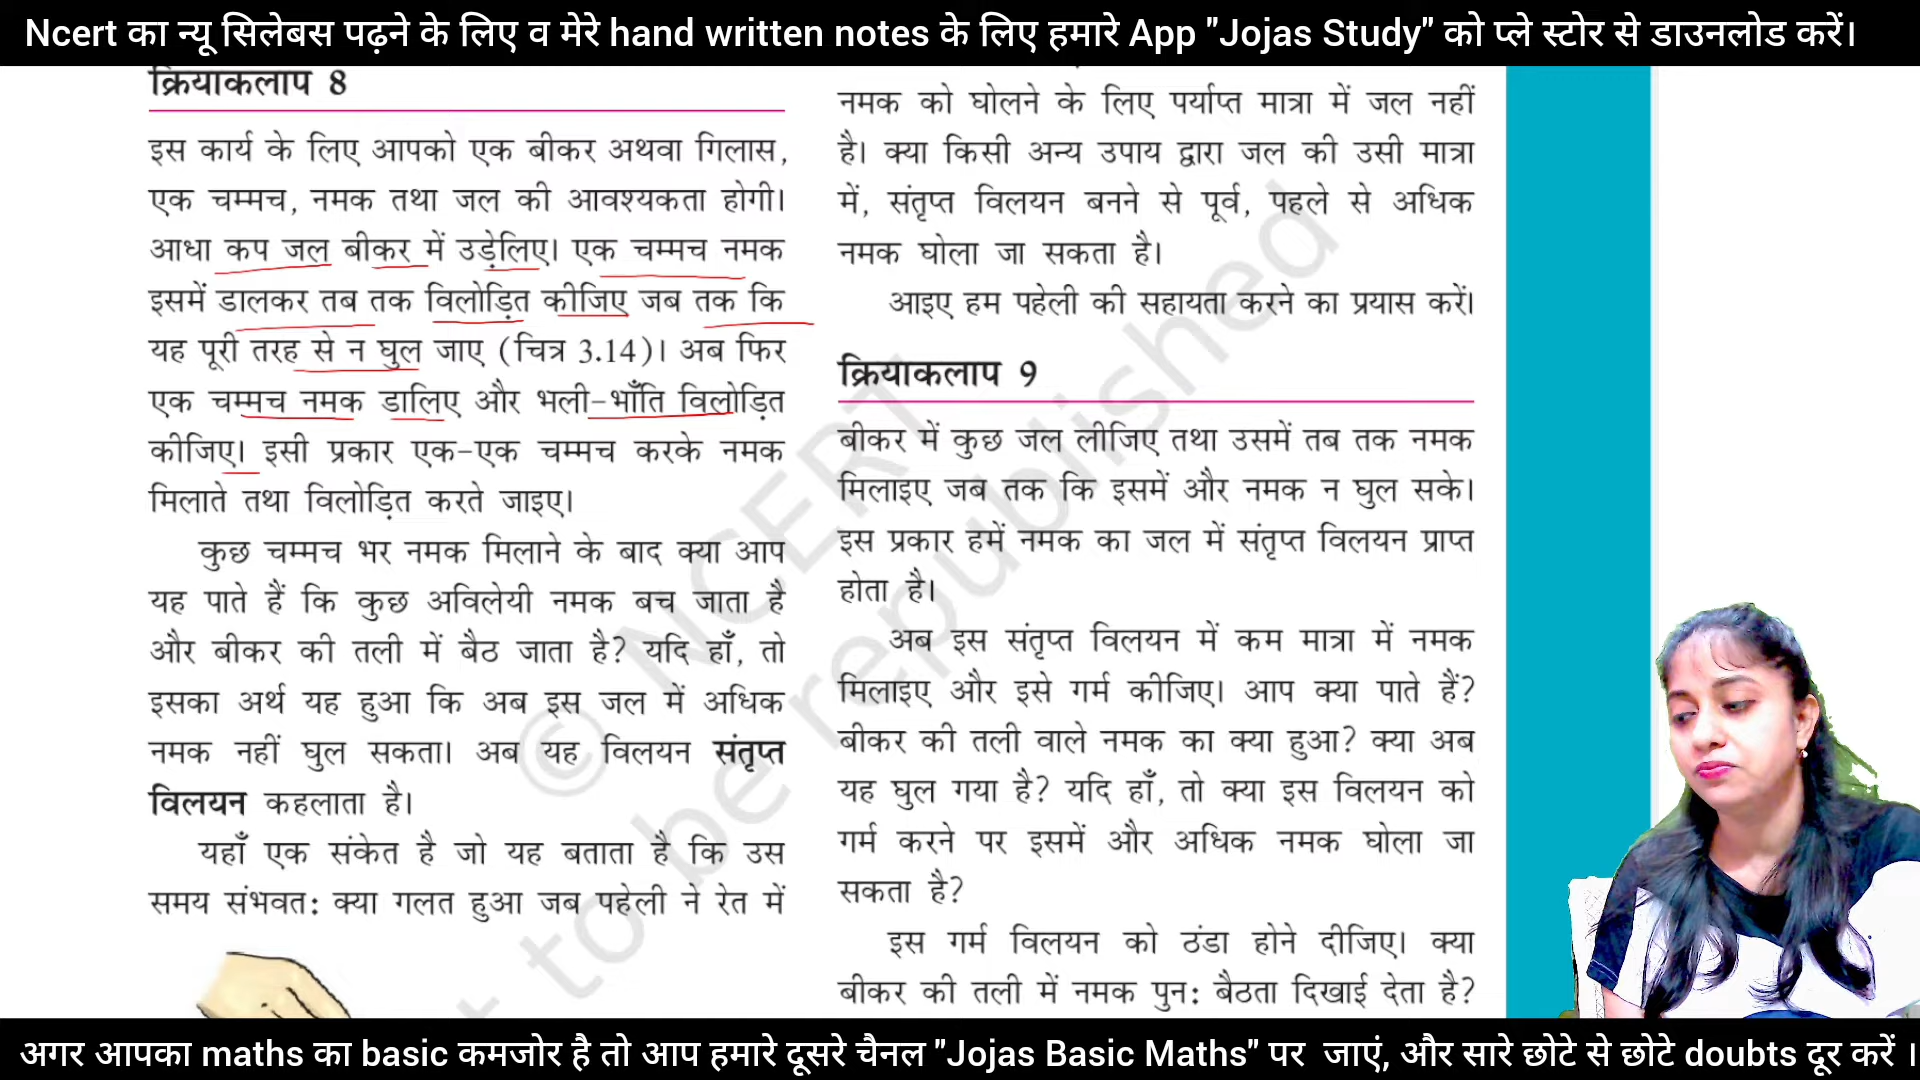 Ncert का न्यू सिलेबस पढ़ने के लिए व मेरे hand written notes के लिए हमारे App "Jojas Study" को प्ले स्टोर से डाउनलोड करें।
क्रियाकलाप 8
इस कार्य के लिए आपको एक बीकर अथवा गिलास,
एक चम्मच, नमक तथा जल की आवश्यकता होगी।
आधा कप जल बीकर में उड़ेलिए। एक चम्मच नमक
इसमें डालकर तब तक विलोड़ित कीजिए जब तक कि
यह पूरी तरह से न घुल जाए (चित्र 3.14)। अब फिर
एक चम्मच नमक डालिए और भली-भाँति विलोड़ित
कीजिए। इसी प्रकार एक-एक चम्मच करके नमक
मिलाते तथा विलोड़ित करते जाइए।
कुछ चम्मच भर नमक मिलाने के बाद क्या आप
यह पाते हैं कि कुछ अविलेयी नमक बच जाता है
और बीकर की तली में बैठ जाता है? यदि हाँ, तो
इसका अर्थ यह हुआ कि अब इस जल में अधिक
नमक नहीं घुल सकता। अब यह विलयन संतृप्त
विलयन कहलाता है।
यहाँ एक संकेत है जो यह बताता है कि उस
समय संभवत: क्या गलत हुआ जब पहेली ने रेत में
नमक को घोलने के लिए पर्याप्त मात्रा में जल नहीं
है। क्या किसी अन्य उपाय द्वारा जल की उसी मात्रा
में, संतृप्त विलयन बनने से पूर्व, पहले से अधिक
नमक घोला जा सकता है।
आइए हम पहेली की सहायता करने का प्रयास करें।
क्रियाकलाप 9
बीकर में कुछ जल लीजिए तथा उसमें तब तक नमक
मिलाइए जब तक कि इसमें और नमक न घुल सके।
इस प्रकार हमें नमक का जल में संतृप्त विलयन प्राप्त
होता है।
अब इस संतृप्त विलयन में कम मात्रा में नमक
मिलाइए और इसे गर्म कीजिए। आप क्या पाते हैं?
बीकर की तली वाले नमक का क्या हुआ? क्या अब
यह घुल गया है? यदि हाँ, तो क्या इस विलयन को
गर्म करने पर इसमें और अधिक नमक घोला जा
सकता है?
इस गर्म विलयन को ठंडा होने दीजिए। क्या
बीकर की तली में नमक पुन: बैठता दिखाई देता है?
© NCERT
not to be republished
अगर आपका maths का basic कमजोर है तो आप हमारे दूसरे चैनल "Jojas Basic Maths" पर जाएं, और सारे छोटे से छोटे doubts दूर करें ।